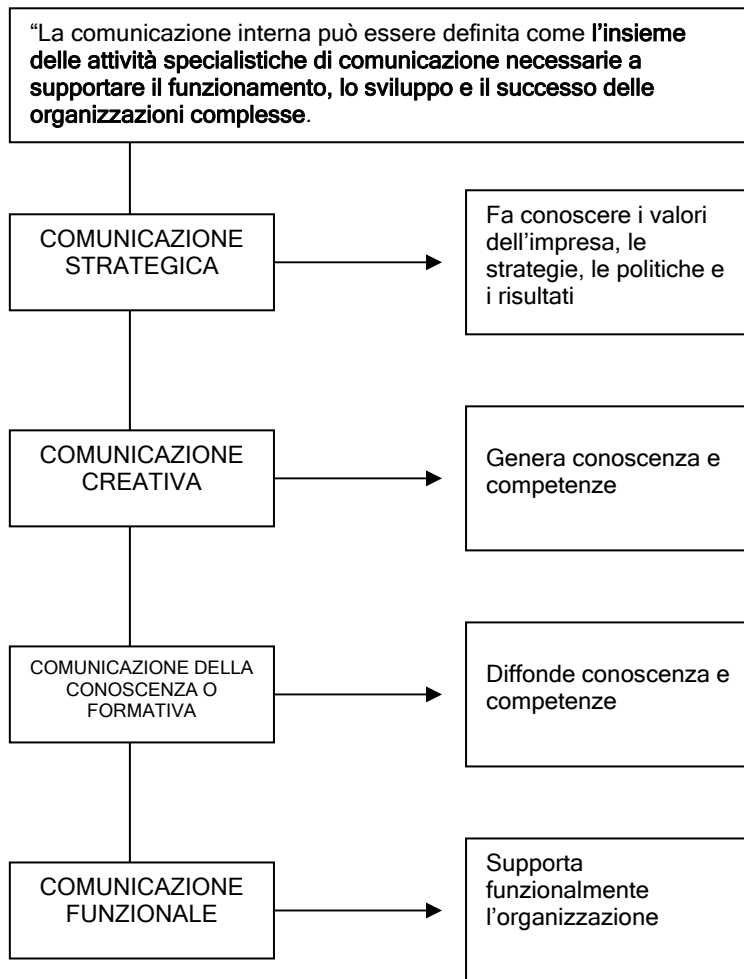 “La comunicazione interna può essere definita come l’insieme
delle attività specialistiche di comunicazione necessarie a
supportare il funzionamento, lo sviluppo e il successo delle
organizzazioni complesse.
COMUNICAZIONE
STRATEGICA
Fa conoscere i valori
dell’impresa, le
strategie, le politiche e
i risultati
COMUNICAZIONE
CREATIVA
Genera conoscenza e
competenze
COMUNICAZIONE DELLA
CONOSCENZA O
FORMATIVA
Diffonde conoscenza e
competenze
COMUNICAZIONE
FUNZIONALE
Supporta
funzionalmente
l’organizzazione